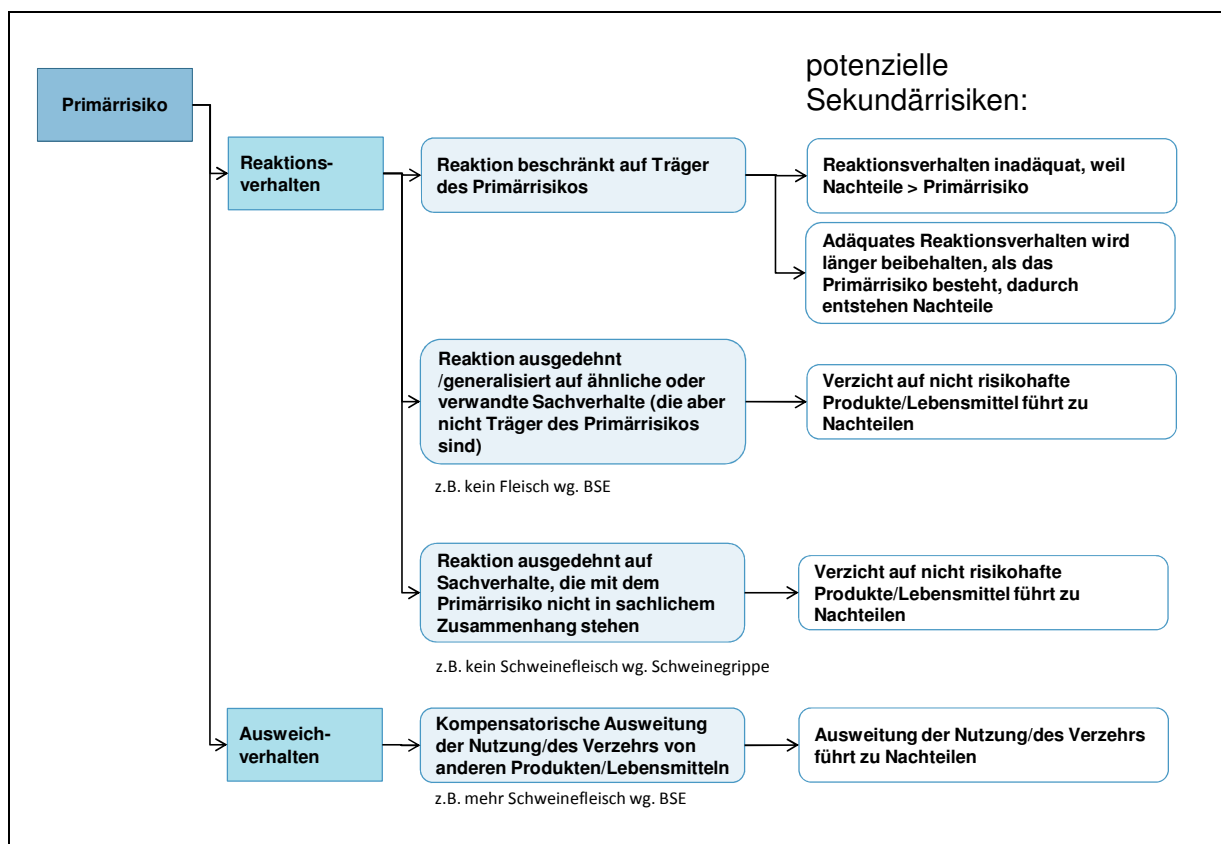 potenzielle
Sekundärrisiken:
Primärrisiko
Reaktions-
verhalten
Reaktion beschränkt auf Träger
des Primärrisikos
Reaktionsverhalten inadäquat, weil
Nachteile > Primärrisiko
Adäquates Reaktionsverhalten wird
länger beibehalten, als das
Primärrisiko besteht, dadurch
entstehen Nachteile
Reaktion ausgedehnt
/generalisiert auf ähnliche oder
verwandte Sachverhalte (die aber
nicht Träger des Primärrisikos
sind)
z.B. kein Fleisch wg. BSE
Verzicht auf nicht risikohafte
Produkte/Lebensmittel führt zu
Nachteilen
Reaktion ausgedehnt auf
Sachverhalte, die mit dem
Primärrisiko nicht in sachlichem
Zusammenhang stehen
z.B. kein Schweinefleisch wg. Schweinegrippe
Verzicht auf nicht risikohafte
Produkte/Lebensmittel führt zu
Nachteilen
Ausweich-
verhalten
Kompensatorische Ausweitung
der Nutzung/des Verzehrs von
anderen Produkten/Lebensmitteln
z.B. mehr Schweinefleisch wg. BSE
Ausweitung der Nutzung/des Verzehrs
führt zu Nachteilen